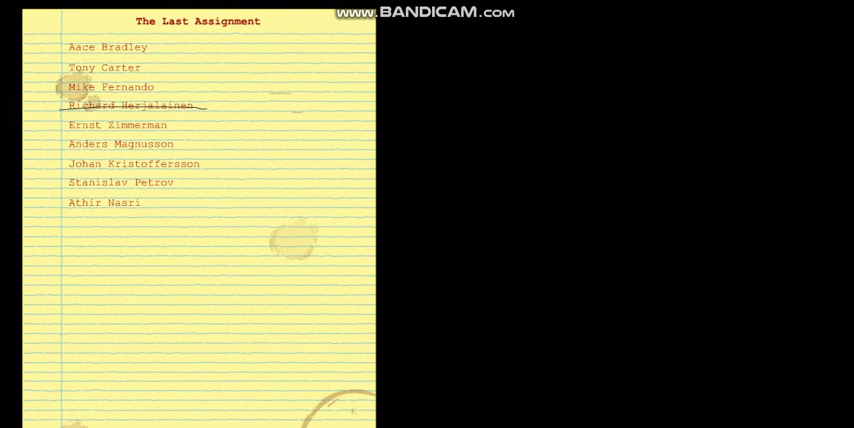 The Last Assignment
www.BANDICAM.com
Aace Bradley
Tony Carter
Mike Fernando
Richard Herjalainen
Ernst Zimmerman
Anders Magnusson
Johan Kristoffersson
Stanislav Petrov
Athir Nasri